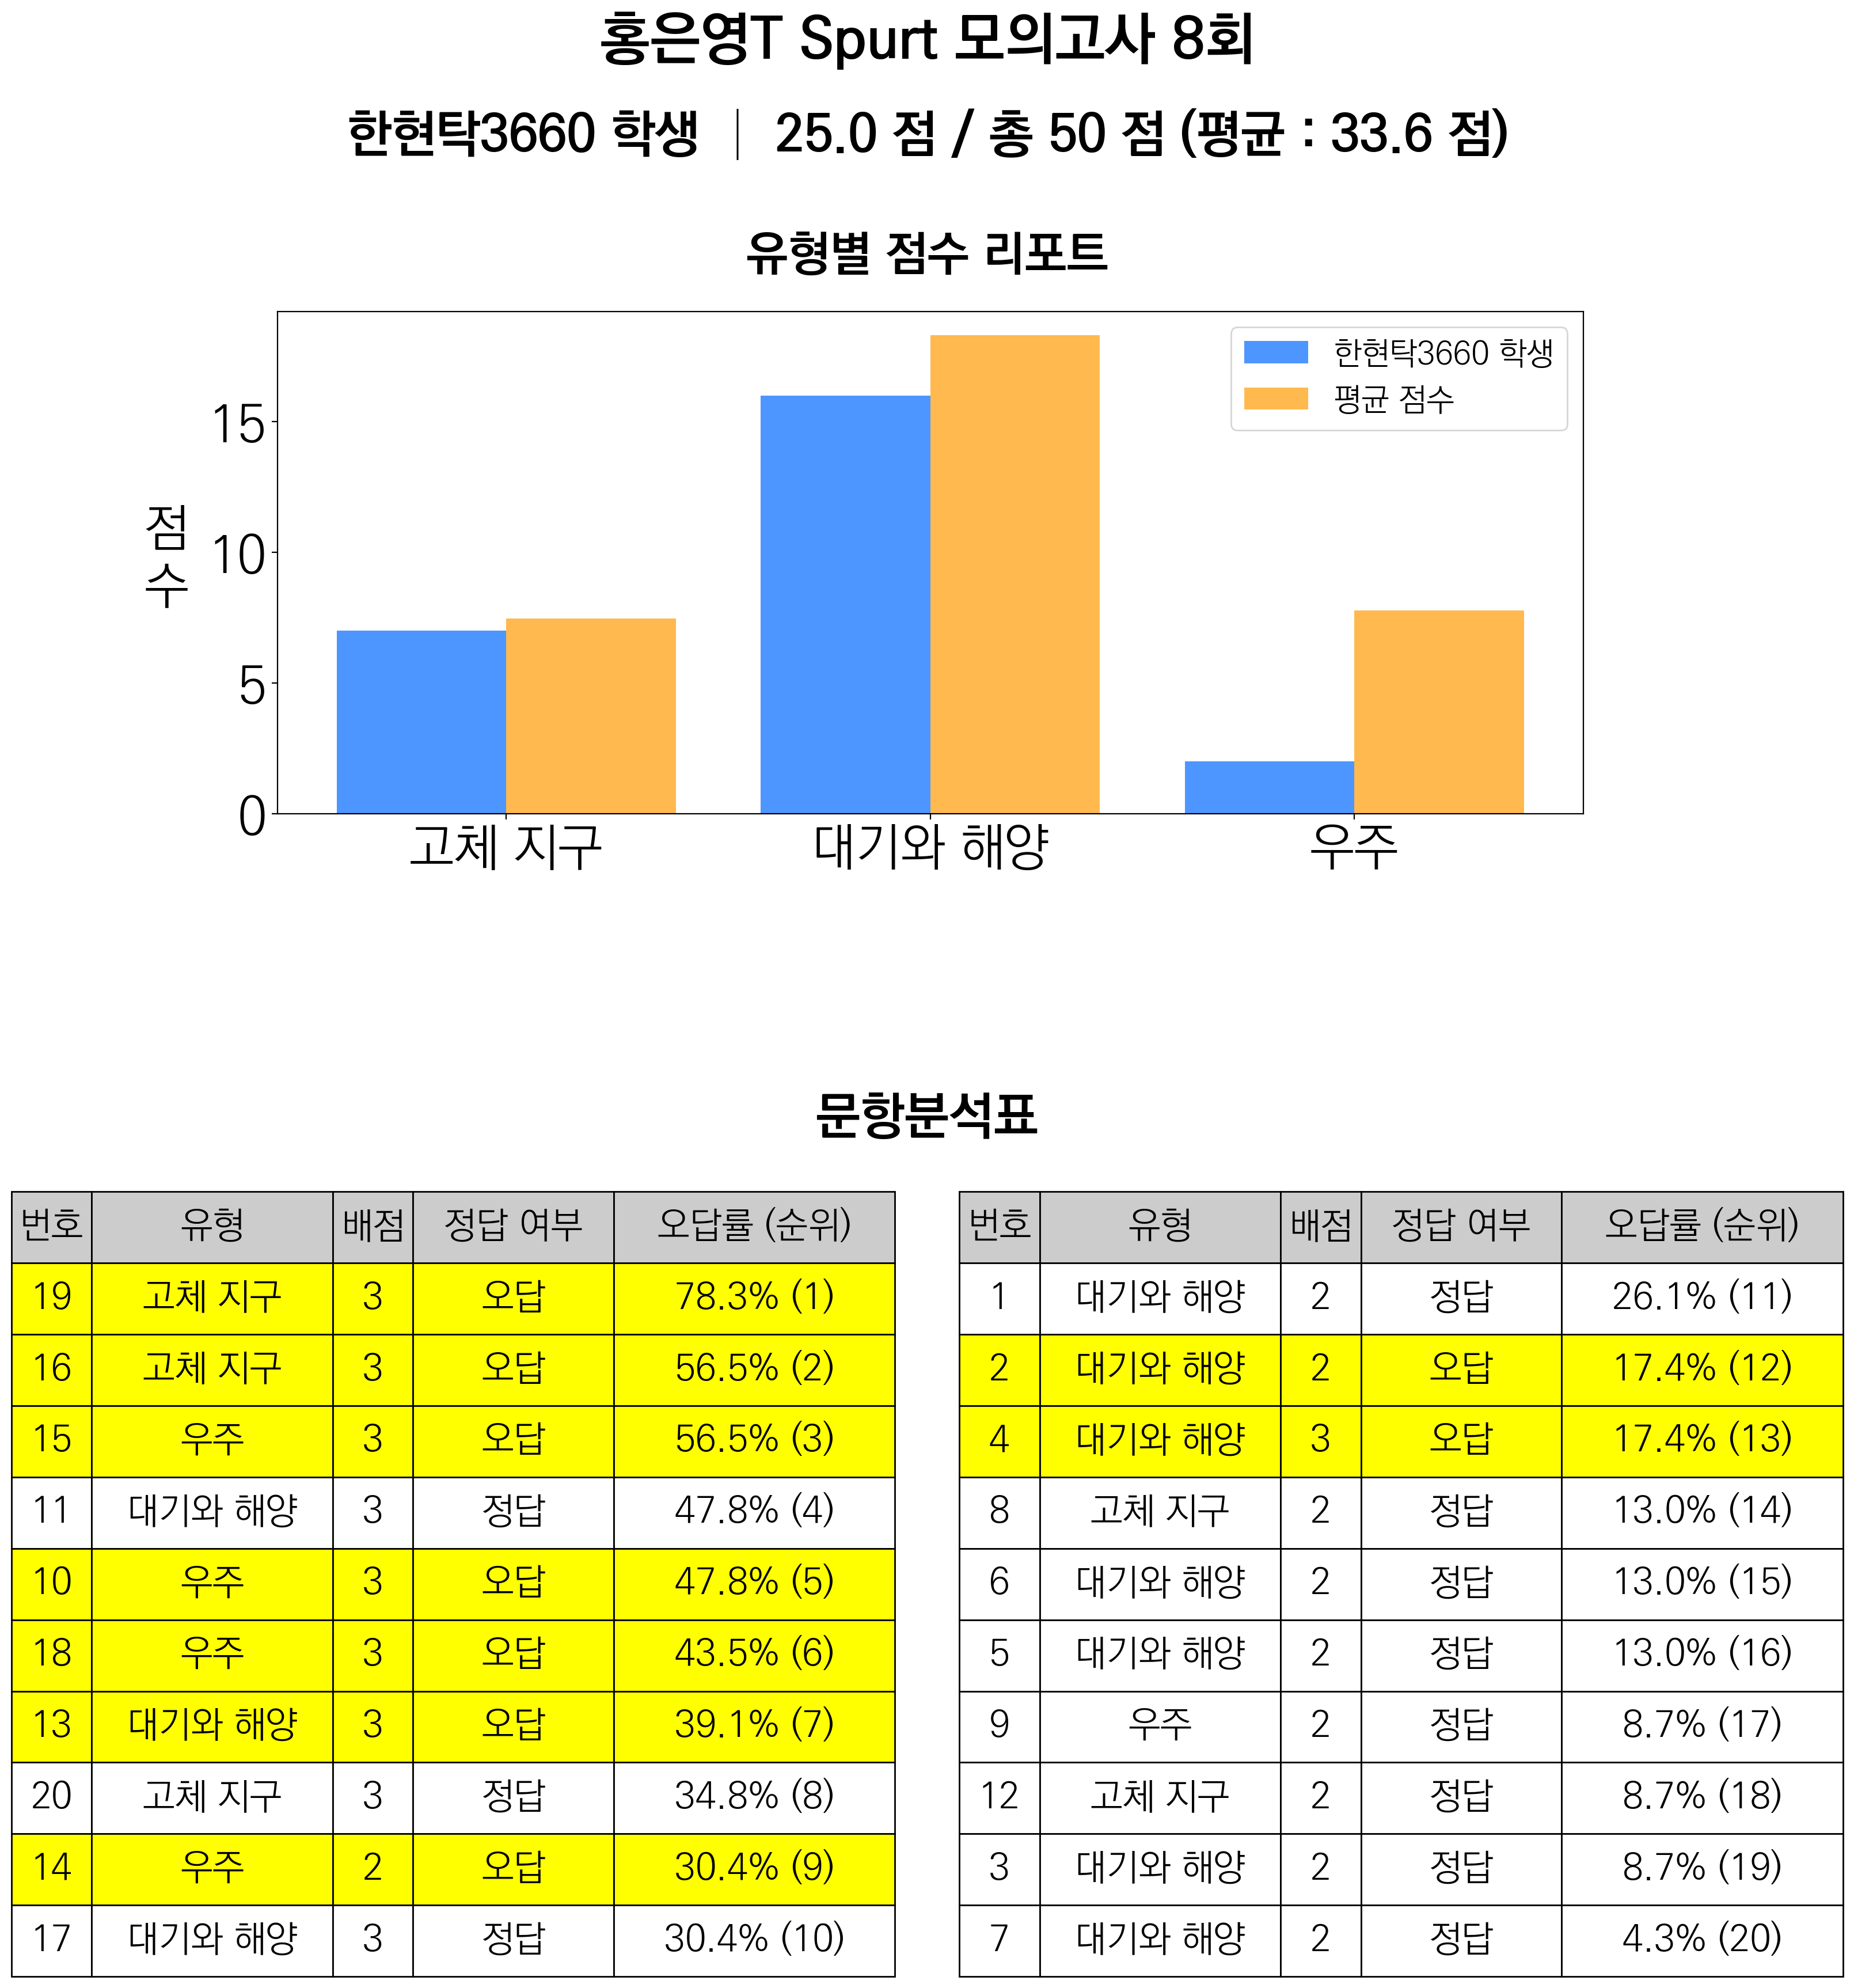 홍은영T Spurt 모의고사 8회
한현탁3660 학생 | 25.0 점 / 총 50 점 (평균 : 33.6 점)
유형별 점수 리포트
한현탁3660 학생
평균 점수
점수
15
10
5
0
고체 지구 대기와 해양 우주
문항분석표
번호 유형 배점 정답 여부 오답률 (순위)
19 고체 지구 3 오답 78.3% (1)
16 고체 지구 3 오답 56.5% (2)
15 우주 3 오답 56.5% (3)
11 대기와 해양 3 정답 47.8% (4)
10 우주 3 오답 47.8% (5)
18 우주 3 오답 43.5% (6)
13 대기와 해양 3 오답 39.1% (7)
20 고체 지구 3 정답 34.8% (8)
14 우주 2 오답 30.4% (9)
17 대기와 해양 3 정답 30.4% (10)
번호 유형 배점 정답 여부 오답률 (순위)
1 대기와 해양 2 정답 26.1% (11)
2 대기와 해양 2 오답 17.4% (12)
4 대기와 해양 3 오답 17.4% (13)
8 고체 지구 2 정답 13.0% (14)
6 대기와 해양 2 정답 13.0% (15)
5 대기와 해양 2 정답 13.0% (16)
9 우주 2 정답 8.7% (17)
12 고체 지구 2 정답 8.7% (18)
3 대기와 해양 2 정답 8.7% (19)
7 대기와 해양 2 정답 4.3% (20)